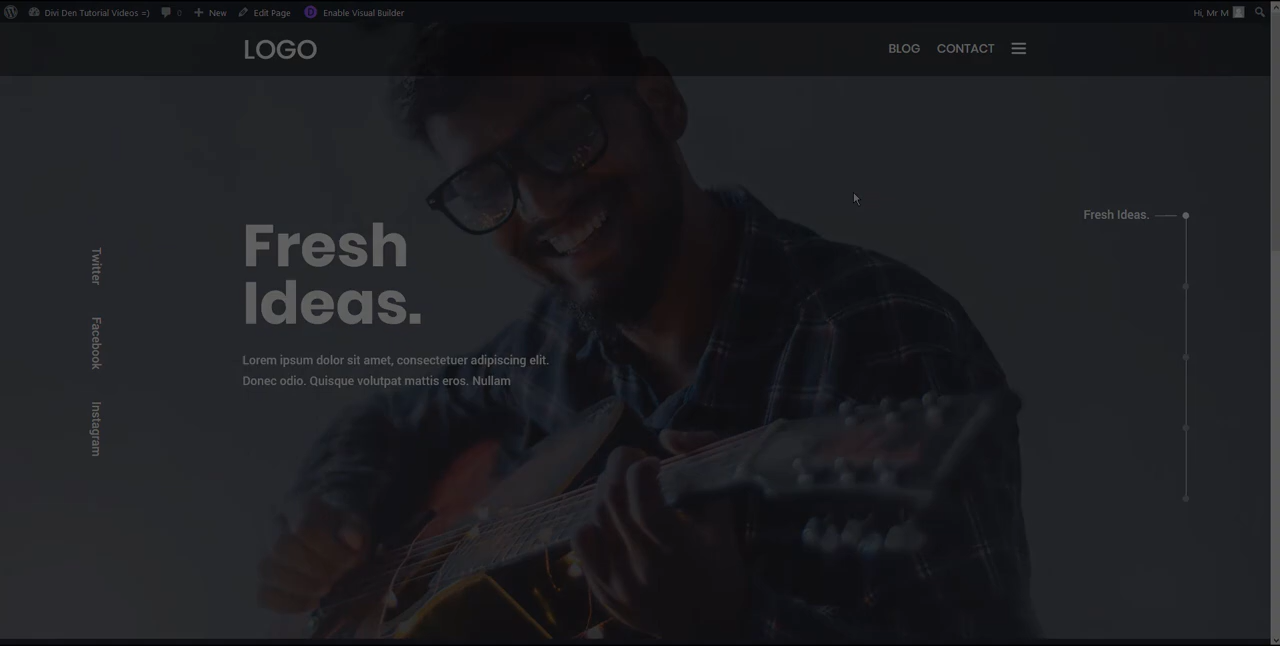 Divi Den Tutorial Videos =) 0 New Edit Page Enable Visual Builder Hi, Mr M
LOGO BLOG CONTACT
Fresh Ideas.
Fresh
Ideas.
Lorem ipsum dolor sit amet, consectetuer adipiscing elit.
Donec odio. Quisque volutpat mattis eros. Nullam
Twitter
Facebook
Instagram